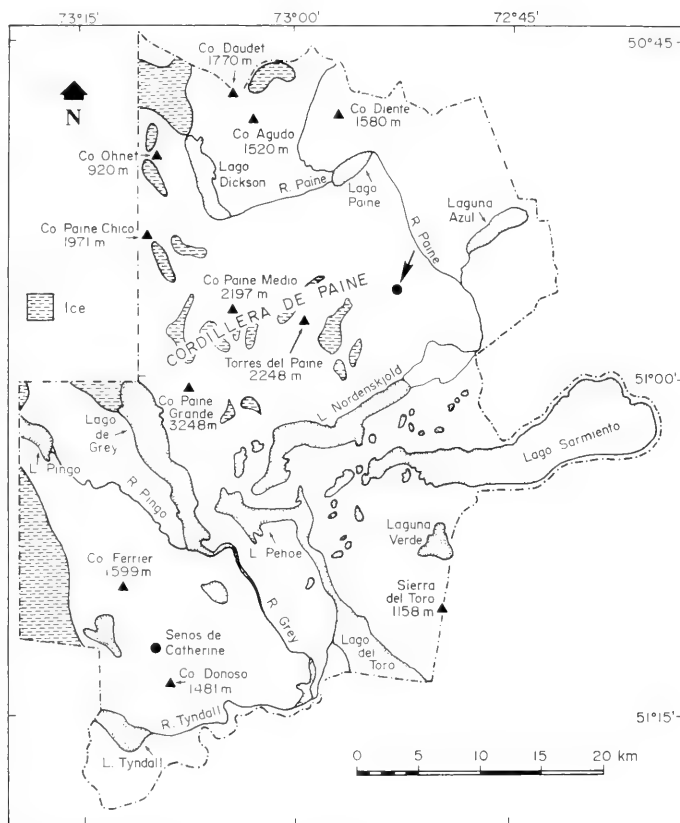 73°15'
73°00'
72°45'
50°45'
Co Daudet
1770 m
N
Co Diente
1580 m
Co Agudo
1520 m
Co Ohnet
920 m
Lago
Dickson
R. Paine
Lago
Paine
Laguna
Azul
R. Paine
Co Paine Chico
1971 m
Co Paine Medio
2197 m
CORDILLERA DE PAINE
Ice
Torres del Paine
2248 m
L Nordenskjold
51°00'
Co Paine
Grande
3248m
Lago
de
Grey
Lago Sarmiento
L. Pingo
R. Pingo
Laguna
Verde
L. Pehoe
Co Ferrier
1599 m
Sierra
del Toro
1158 m
R. Grey
Senos de
Catherine
Lago
del
Toro
Co Donoso
1481 m
R. Tyndall
51°15'
L. Tyndall
0 5 10 15 20 km